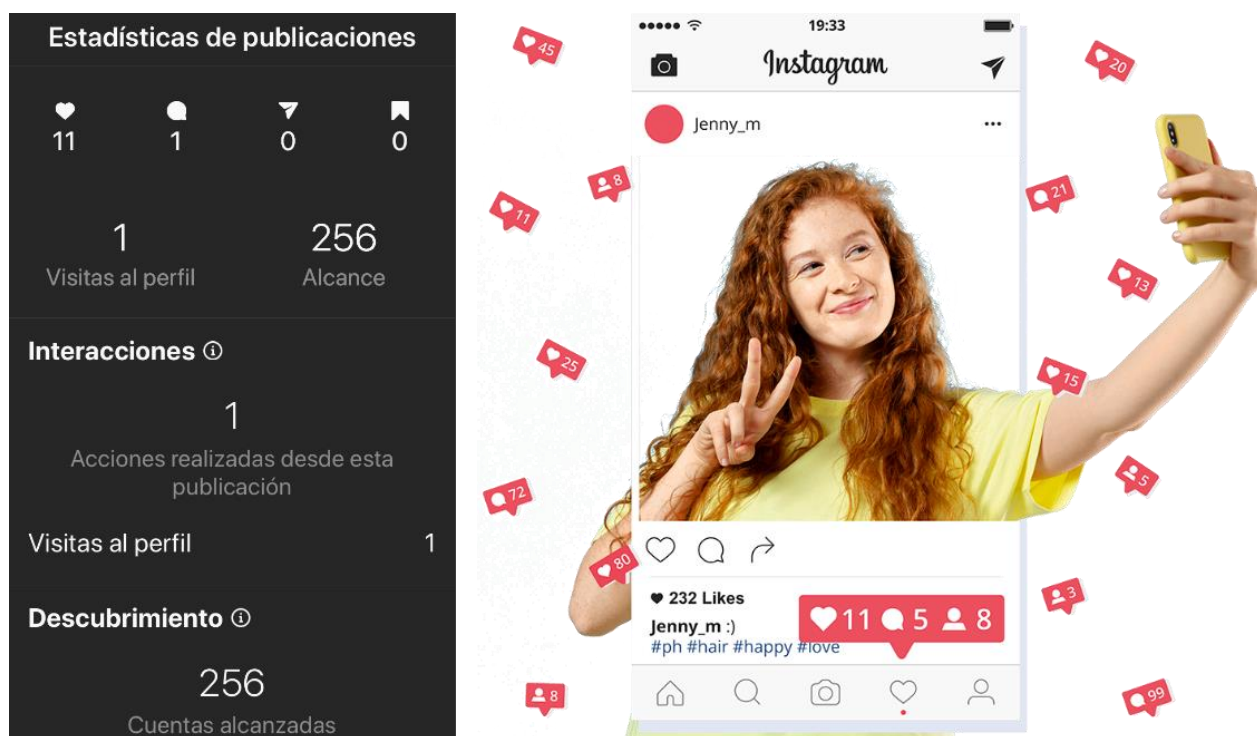 Estadísticas de publicaciones
11 1 0 0
1 256
Visitas al perfil Alcance
Interacciones
1
Acciones realizadas desde esta
publicación
Visitas al perfil 1
Descubrimiento
256
Cuentas alcanzadas
19:33
Instagram
Jenny_m
232 Likes
Jenny_m :)
#ph #hair #happy #love
11 5 8
45
8
11
25
72
80
8
20
21
13
15
5
3
99